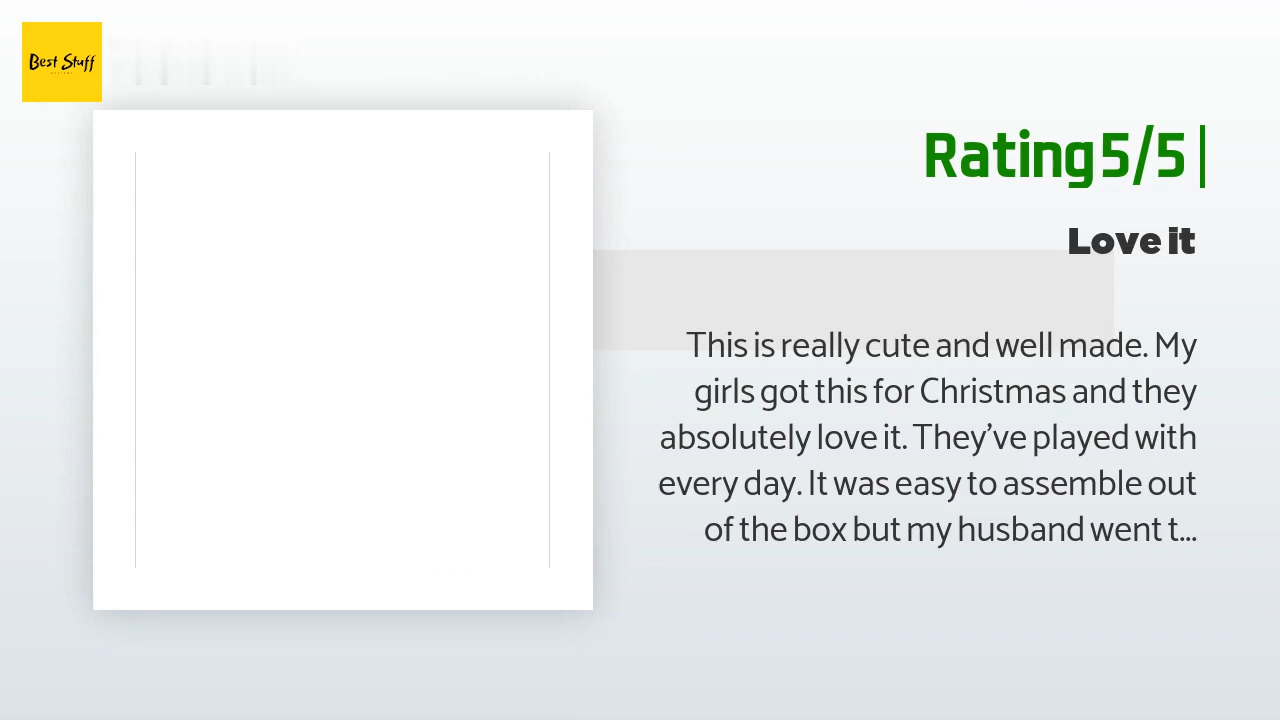 Best Stuff
Rating 5/5
Love it
This is really cute and well made. My
girls got this for Christmas and they
absolutely love it. They’ve played with
every day. It was easy to assemble out
of the box but my husband went t...